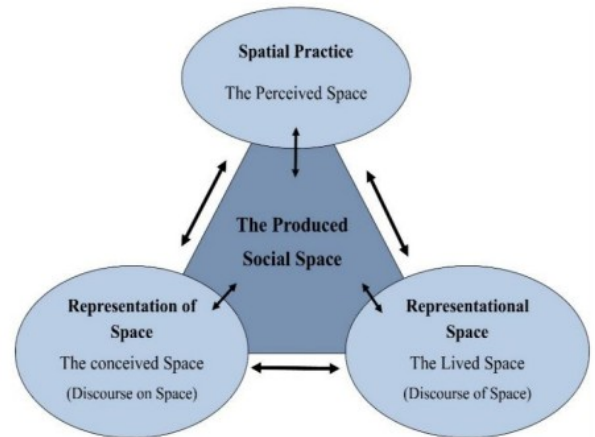 Spatial Practice
The Perceived Space
The Produced
Social Space
Representation of
Space
The conceived Space
(Discourse on Space)
Representational
Space
The Lived Space
(Discourse of Space)